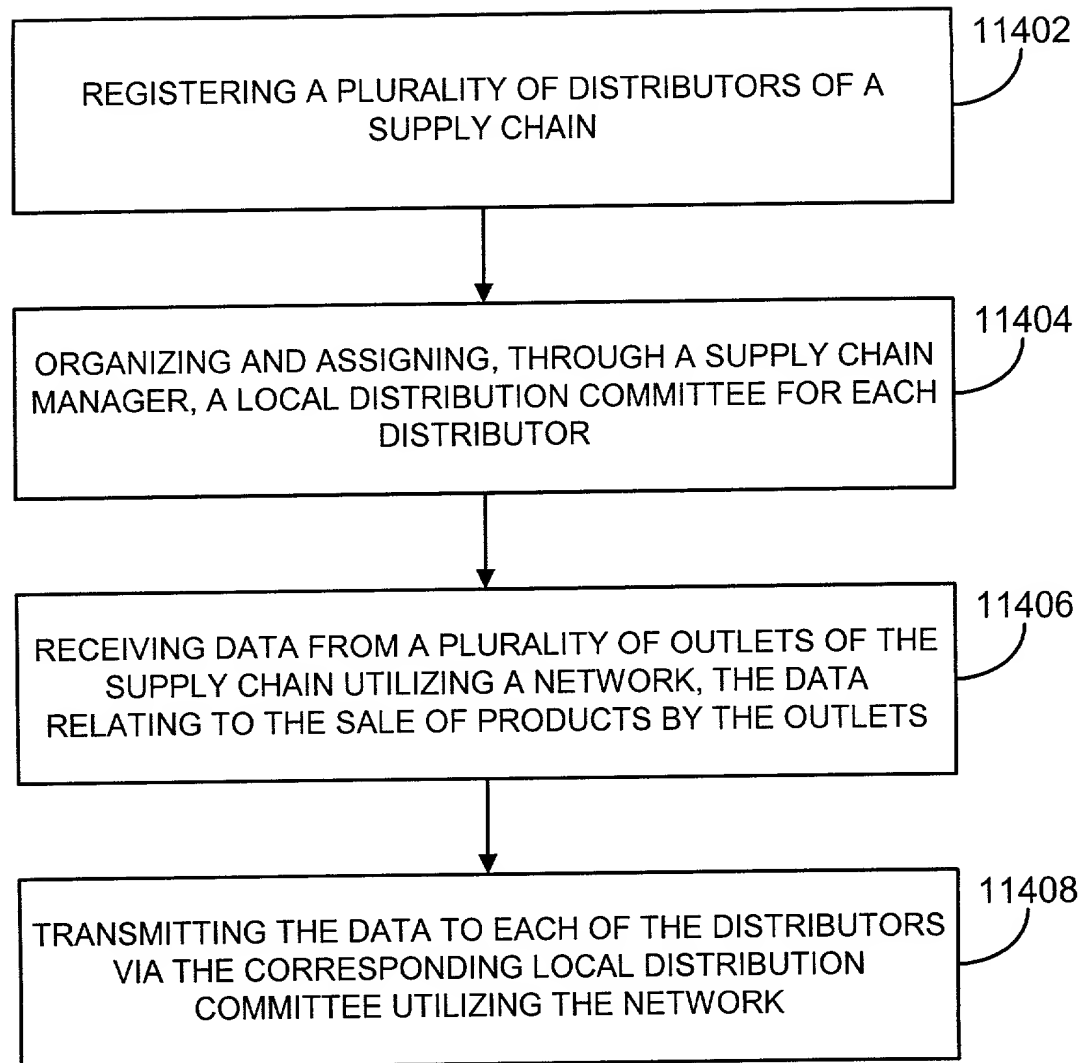 11402
REGISTERING A PLURALITY OF DISTRIBUTORS OF A
SUPPLY CHAIN
11404
ORGANIZING AND ASSIGNING, THROUGH A SUPPLY CHAIN
MANAGER, A LOCAL DISTRIBUTION COMMITTEE FOR EACH
DISTRIBUTOR
11406
RECEIVING DATA FROM A PLURALITY OF OUTLETS OF THE
SUPPLY CHAIN UTILIZING A NETWORK, THE DATA
RELATING TO THE SALE OF PRODUCTS BY THE OUTLETS
11408
TRANSMITTING THE DATA TO EACH OF THE DISTRIBUTORS
VIA THE CORRESPONDING LOCAL DISTRIBUTION
COMMITTEE UTILIZING THE NETWORK